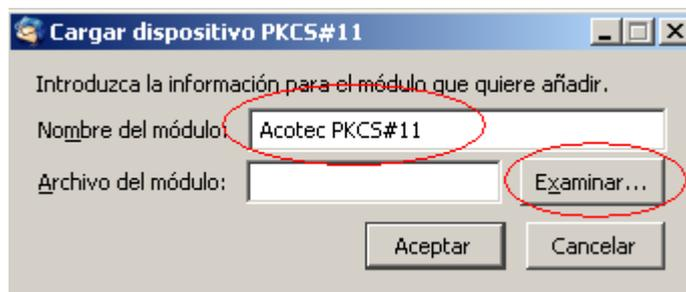 Cargar dispositivo PKCS#11
Introduzca la información para el módulo que quiere añadir.
Nombre del módulo: Acotec PKCS#11
Archivo del módulo: Examinar...
Aceptar Cancelar